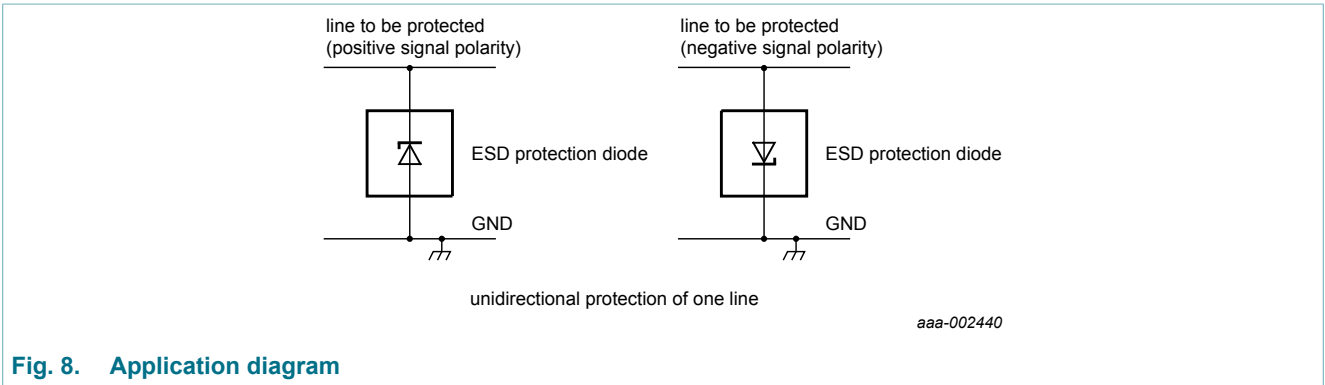 line to be protected
(positive signal polarity)
line to be protected
(negative signal polarity)
ESD protection diode
ESD protection diode
GND
GND
unidirectional protection of one line
aaa-002440
Fig. 8. Application diagram